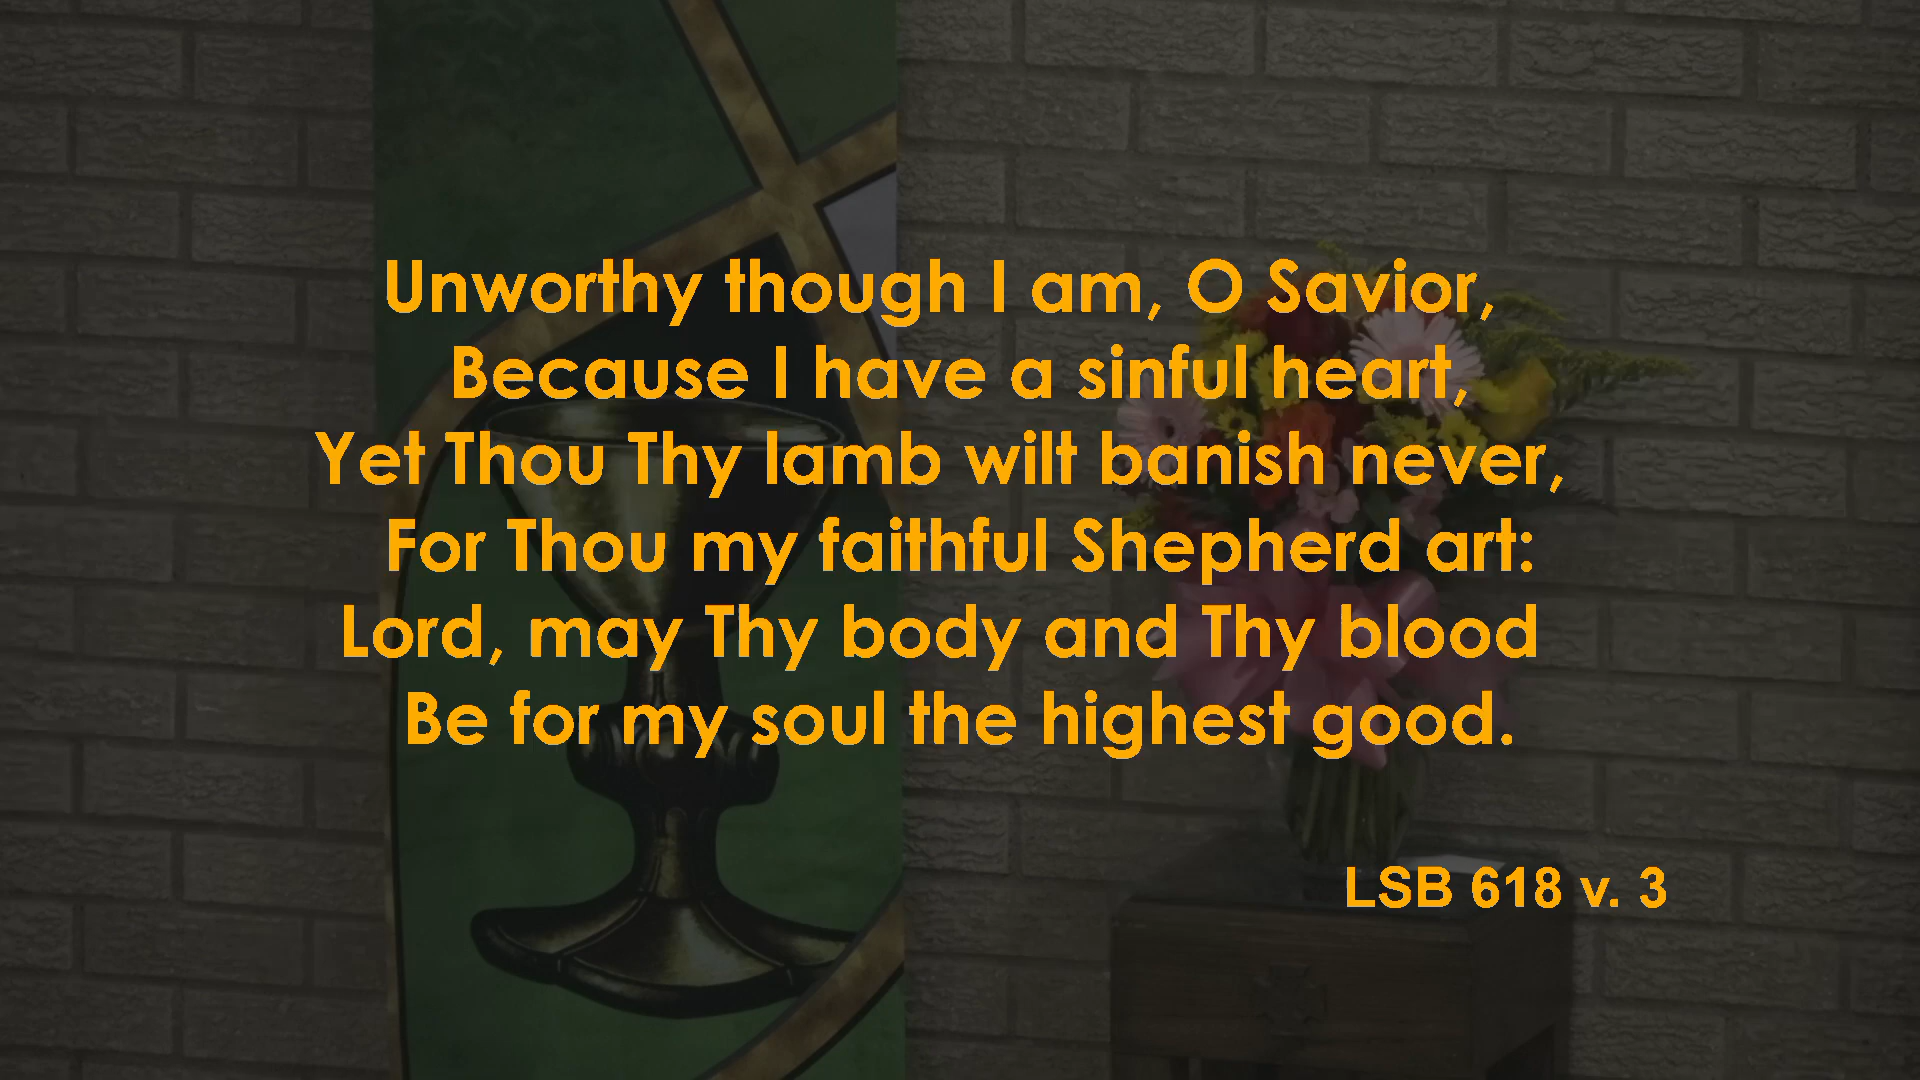 Unworthy though I am, O Savior,
Because I have a sinful heart,
Yet Thou Thy lamb wilt banish never,
For Thou my faithful Shepherd art:
Lord, may Thy body and Thy blood
Be for my soul the highest good.
LSB 618 v. 3